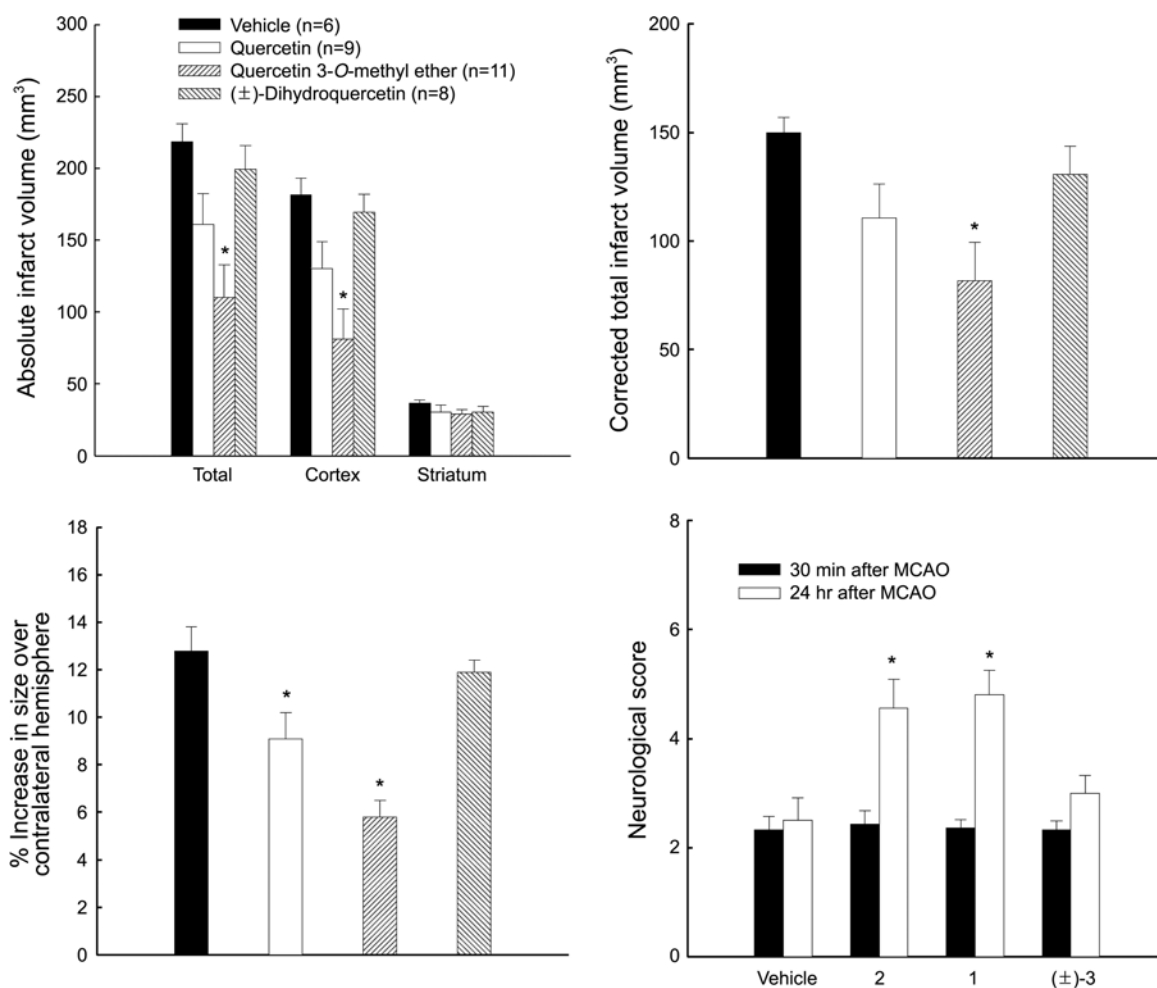 Absolute infarct volume (mm³)
300
250
200
150
100
50
0
Vehicle (n=6)
Quercetin (n=9)
Quercetin 3-O-methyl ether (n=11)
(±)-Dihydroquercetin (n=8)
*
*
Total Cortex Striatum
Corrected total infarct volume (mm³)
200
150
100
50
0
*
% Increase in size over
contralateral hemisphere
18
16
14
12
10
8
6
4
2
0
*
*
Neurological score
8
6
4
2
0
30 min after MCAO
24 hr after MCAO
*
*
Vehicle 2 1 (±)-3